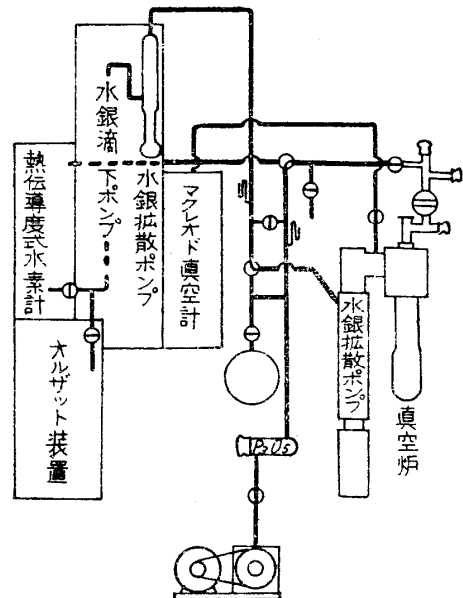 水銀滴
下ポンプ
水銀拡散ポンプ
熱伝導度式水素計
マクレオド真空計
オルザット装置
水銀拡散ポンプ
真空炉
P₂O₅